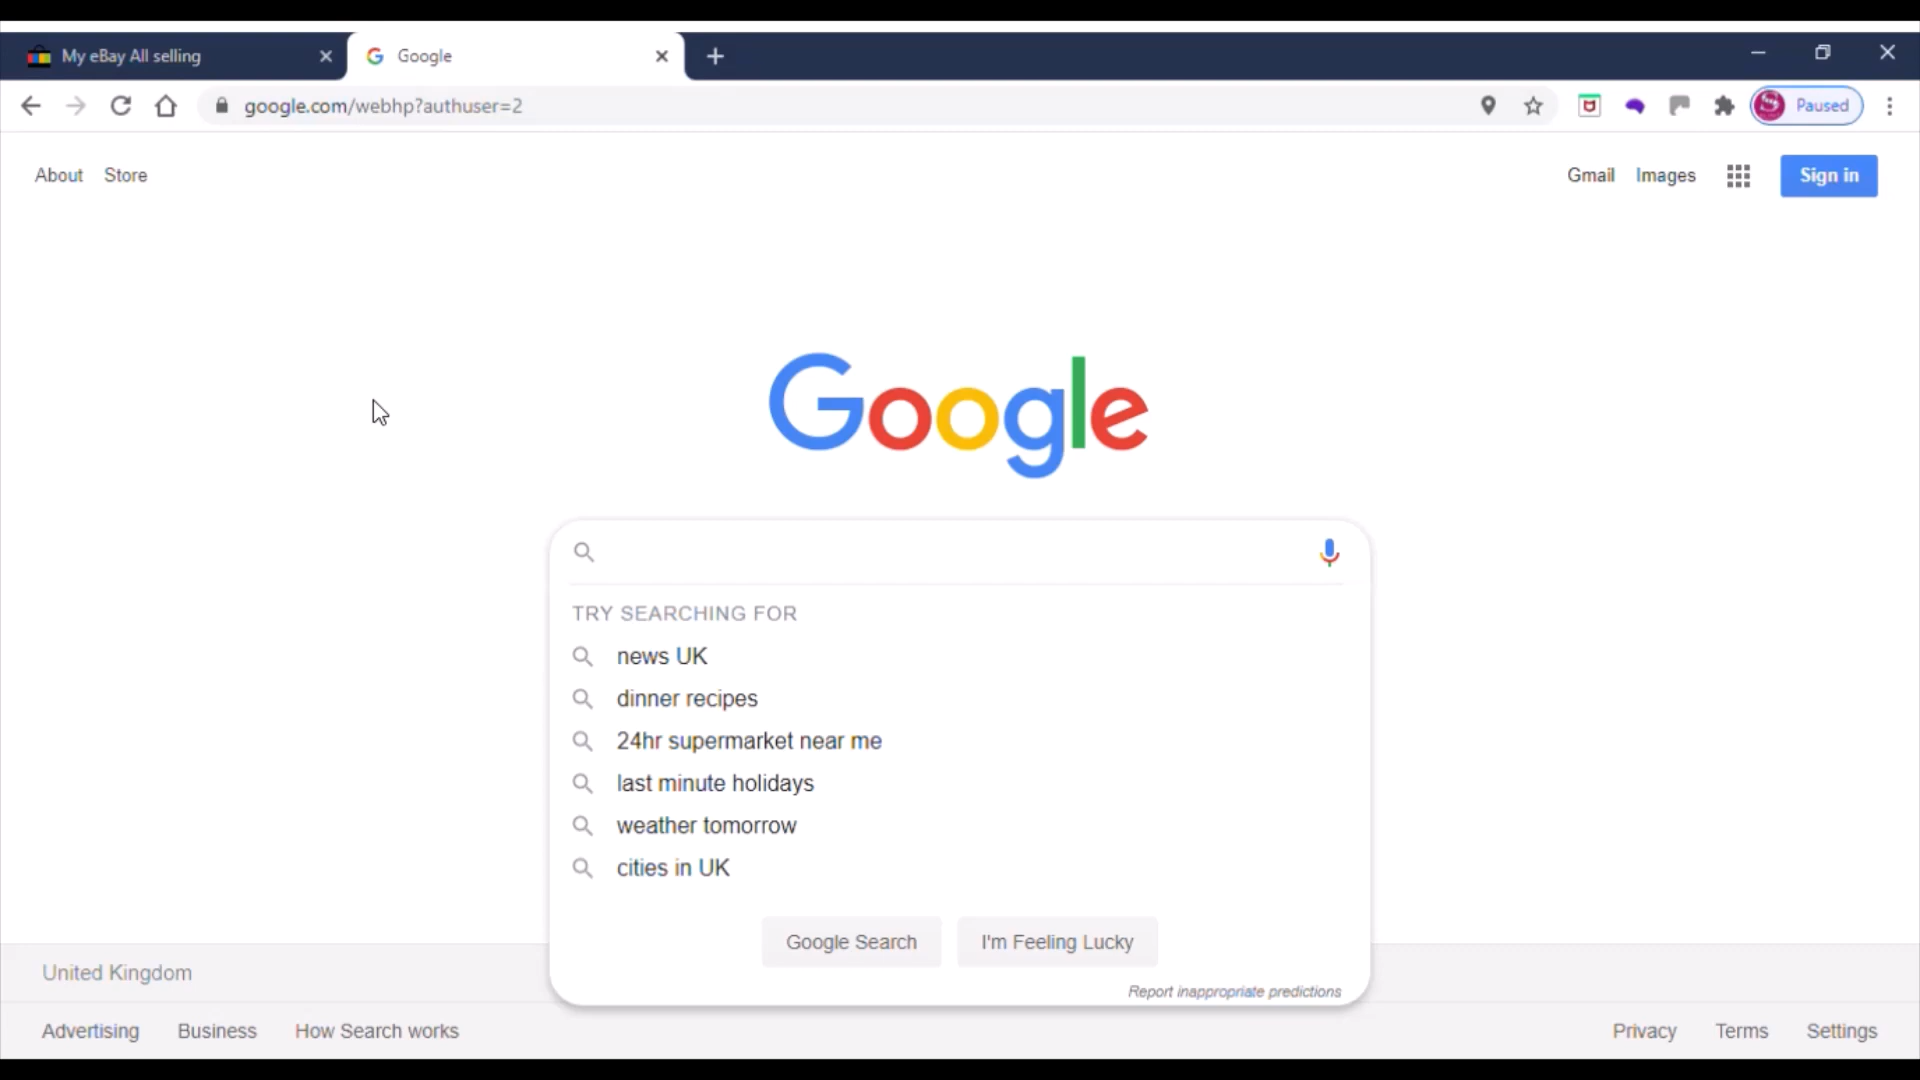 My eBay All selling
Google
google.com/webhp?authuser=2
Paused
About Store
Gmail Images Sign in
Google
TRY SEARCHING FOR
news UK
dinner recipes
24hr supermarket near me
last minute holidays
weather tomorrow
cities in UK
Google Search I'm Feeling Lucky
Report inappropriate predictions
United Kingdom
Advertising Business How Search works
Privacy Terms Settings